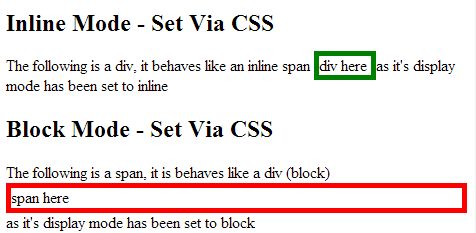 Inline Mode - Set Via CSS
The following is a div, it behaves like an inline span div here as it's display
mode has been set to inline
Block Mode - Set Via CSS
The following is a span, it is behaves like a div (block)
span here
as it's display mode has been set to block